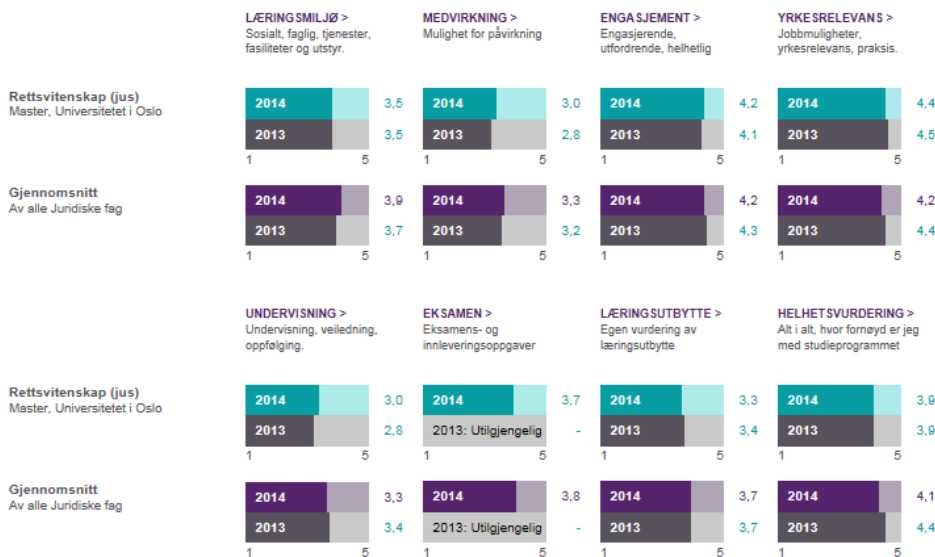 LÆRINGSMILJØ >
Sosialt, faglig, tjenester,
fasiliteter og utstyr.
MEDVIRKNING >
Mulighet for påvirkning
ENGASJEMENT >
Engasjerende,
utfordrende, helhetlig
YRKESRELEVANS >
Jobbmuligheter,
yrkesrelevans, praksis.
Rettsvitenskap (jus)
Master, Universitetet i Oslo
2014 3,5 2014 3,0 2014 4,2 2014 4,4
2013 3,5 2013 2,8 2013 4,1 2013 4,5
1 5 1 5 1 5 1 5
Gjennomsnitt
Av alle Juridiske fag
2014 3,9 2014 3,3 2014 4,2 2014 4,2
2013 3,7 2013 3,2 2013 4,3 2013 4,4
1 5 1 5 1 5 1 5
UNDERVISNING >
Undervisning, veiledning,
oppfølging.
EKSAMEN >
Eksamens- og
innleveringsoppgaver
LÆRINGSUTBYTTE >
Egen vurdering av
læringsutbytte
HELHETSVURDERING >
Alt i alt, hvor fornøyd er jeg
med studieprogrammet
Rettsvitenskap (jus)
Master, Universitetet i Oslo
2014 3,0 2014 3,7 2014 3,3 2014 3,9
2013 2,8 2013: Utilgjengelig - 2013 3,4 2013 3,9
1 5 1 5 1 5 1 5
Gjennomsnitt
Av alle Juridiske fag
2014 3,3 2014 3,8 2014 3,7 2014 4,1
2013 3,4 2013: Utilgjengelig - 2013 3,7 2013 4,4
1 5 1 5 1 5 1 5